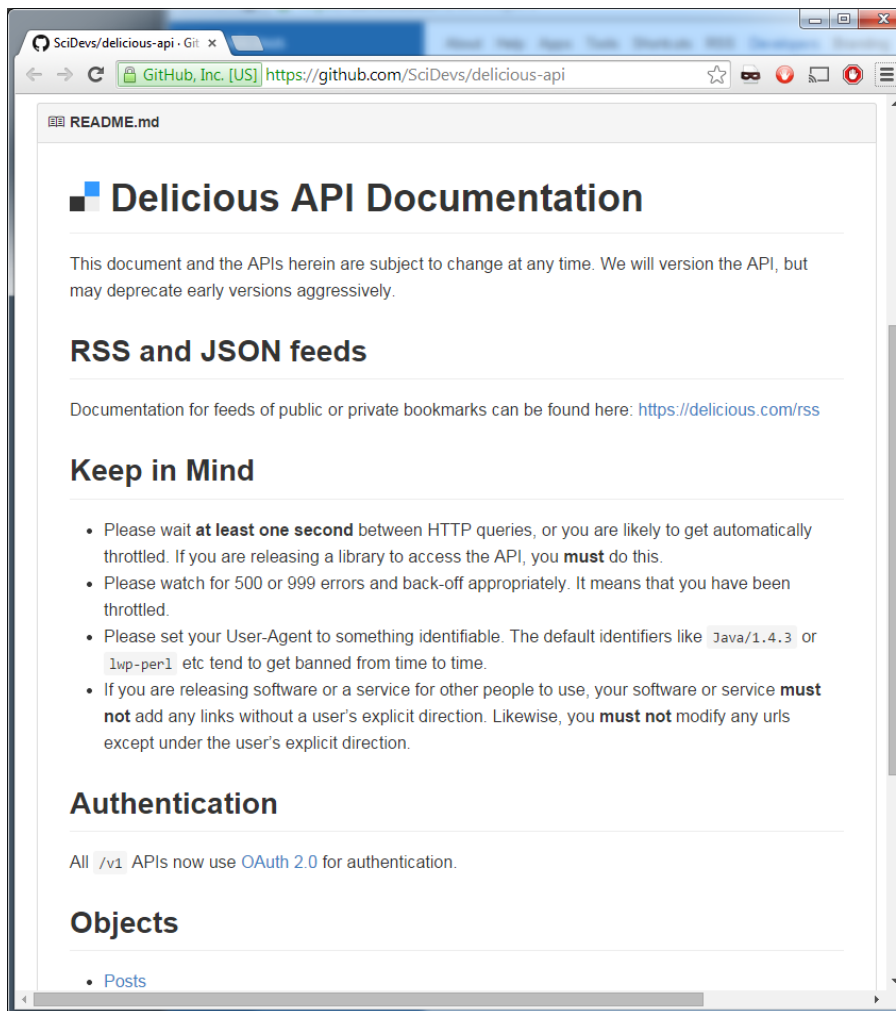 SciDevs/delicious-api · Git
GitHub, Inc. [US] https://github.com/SciDevs/delicious-api
README.md
Delicious API Documentation
This document and the APIs herein are subject to change at any time. We will version the API, but
may deprecate early versions aggressively.
RSS and JSON feeds
Documentation for feeds of public or private bookmarks can be found here: https://delicious.com/rss
Keep in Mind
• Please wait at least one second between HTTP queries, or you are likely to get automatically
throttled. If you are releasing a library to access the API, you must do this.
• Please watch for 500 or 999 errors and back-off appropriately. It means that you have been
throttled.
• Please set your User-Agent to something identifiable. The default identifiers like Java/1.4.3 or
lwp-perl etc tend to get banned from time to time.
• If you are releasing software or a service for other people to use, your software or service must
not add any links without a user’s explicit direction. Likewise, you must not modify any urls
except under the user’s explicit direction.
Authentication
All /v1 APIs now use OAuth 2.0 for authentication.
Objects
• Posts